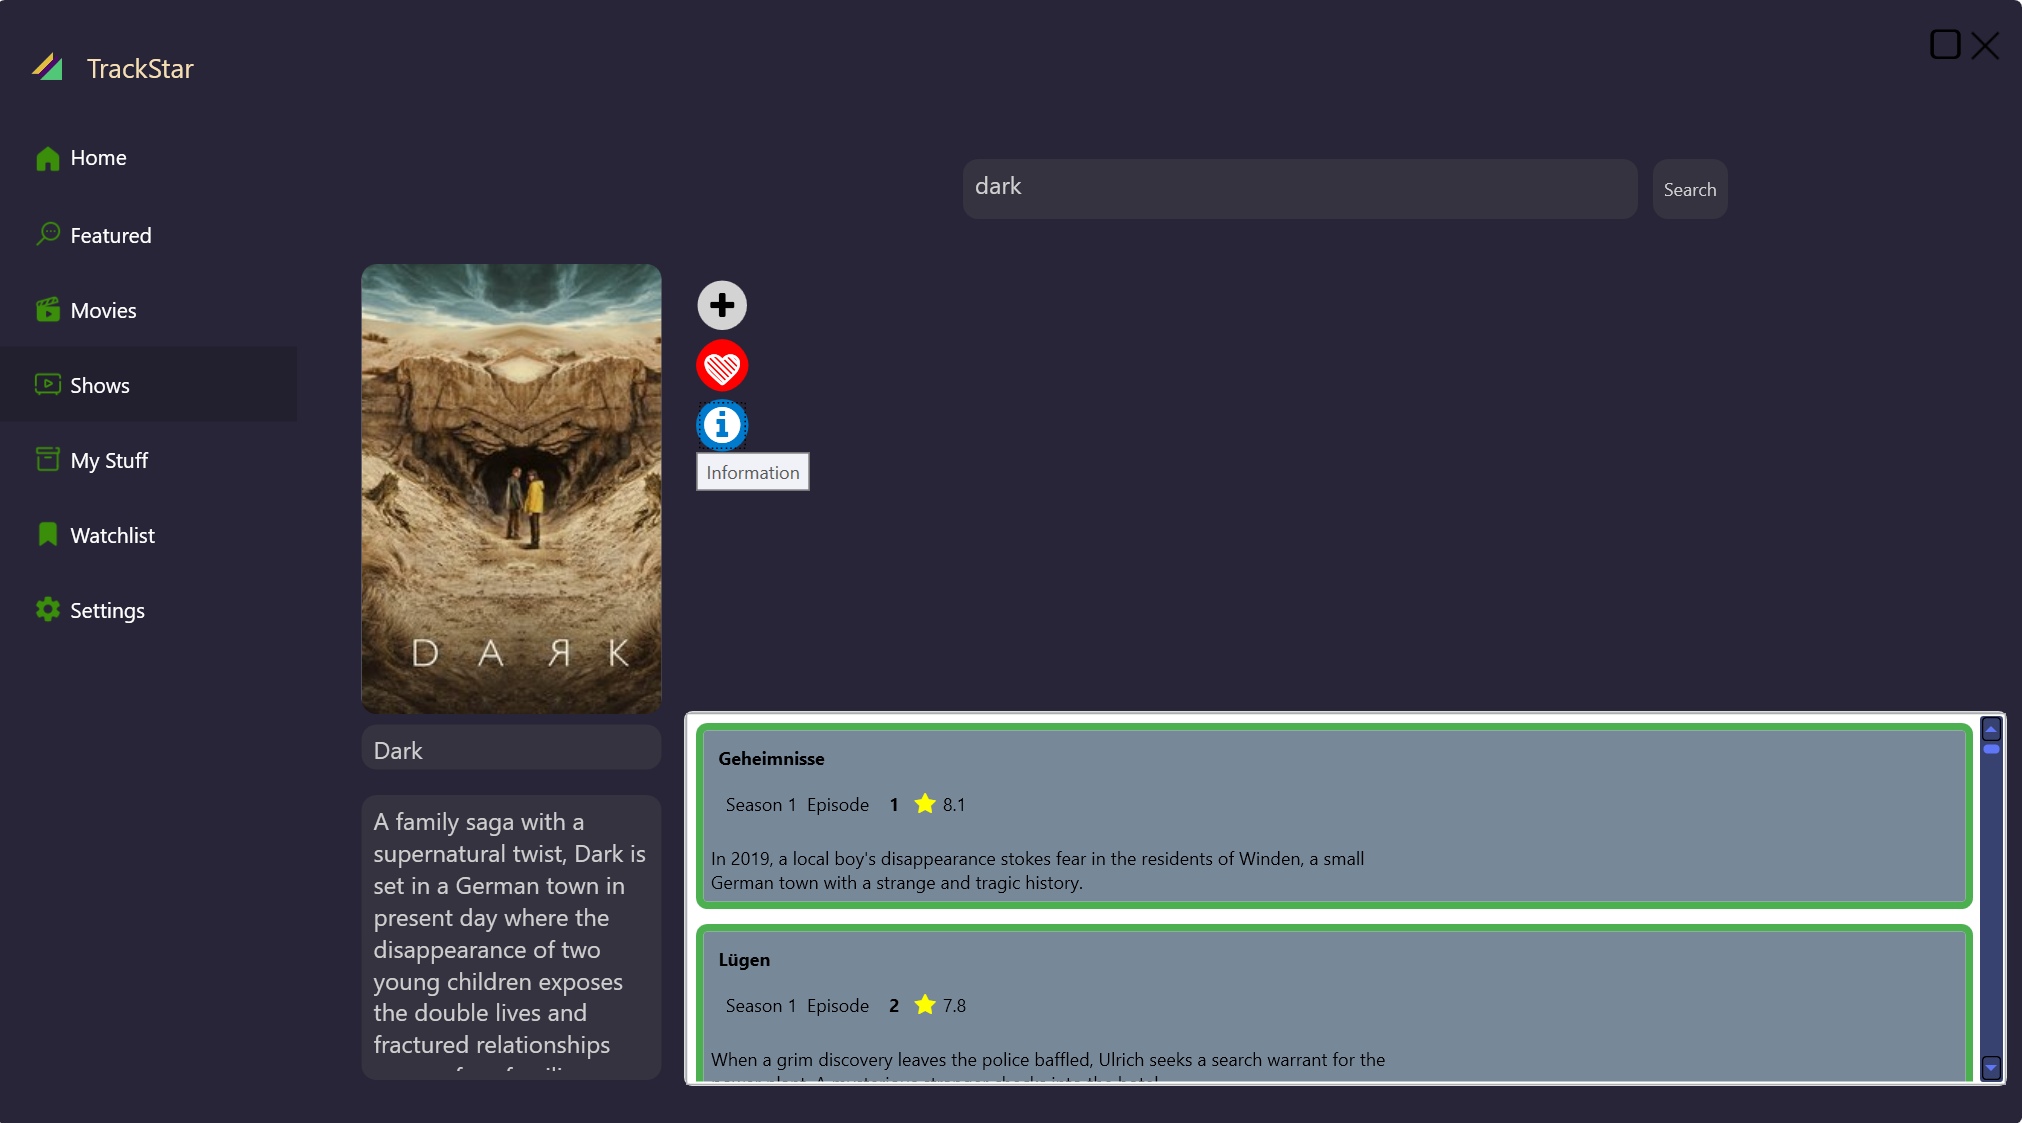 TrackStar
Home
Featured
Movies
Shows
My Stuff
Watchlist
Settings
dark
Search
DAЯK
Information
Dark
A family saga with a
supernatural twist, Dark is
set in a German town in
present day where the
disappearance of two
young children exposes
the double lives and
fractured relationships
Geheimnisse
Season 1 Episode 1 8.1
In 2019, a local boy's disappearance stokes fear in the residents of Winden, a small
German town with a strange and tragic history.
Lügen
Season 1 Episode 2 7.8
When a grim discovery leaves the police baffled, Ulrich seeks a search warrant for the